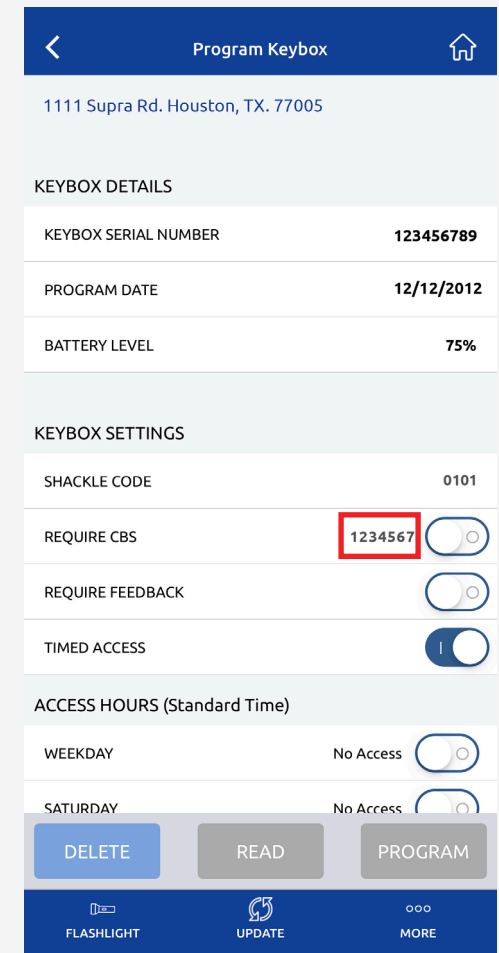 Program Keybox
1111 Supra Rd. Houston, TX. 77005
KEYBOX DETAILS
KEYBOX SERIAL NUMBER 123456789
PROGRAM DATE 12/12/2012
BATTERY LEVEL 75%
KEYBOX SETTINGS
SHACKLE CODE 0101
REQUIRE CBS 1234567
REQUIRE FEEDBACK
TIMED ACCESS
ACCESS HOURS (Standard Time)
WEEKDAY No Access
SATURDAY No Access
DELETE READ PROGRAM
FLASHLIGHT UPDATE MORE